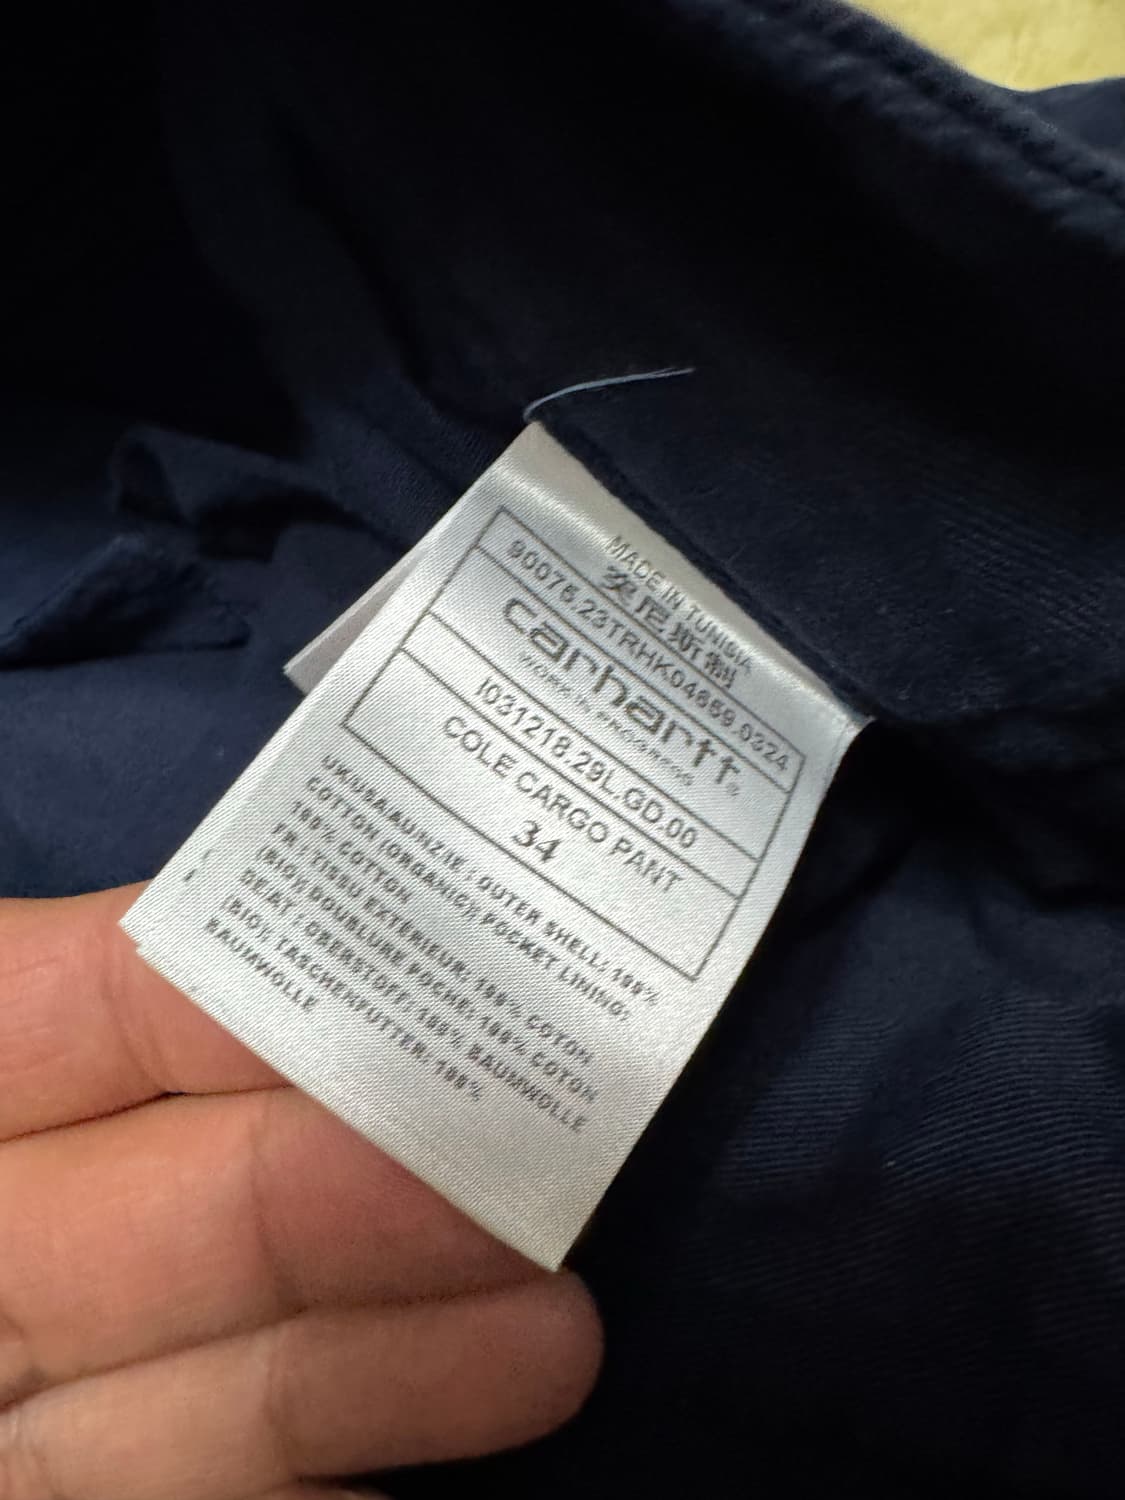 MADE IN TUNISIA
突尼斯制
90076.23TRHK04659.0324
carhartt®
WORK IN PROGRESS
I031218.29L.GD.00
COLE CARGO PANT
34
UK/USA/AU/NZ/IE : OUTER SHELL: 100%
COTTON (ORGANIC); POCKET LINING:
100% COTTON
FR : TISSU EXTERIEUR: 100% COTON
(BIO); DOUBLURE POCHE: 100% COTON
DE/AT : OBERSTOFF: 100% BAUMWOLLE
(BIO); TASCHENFUTTER: 100%
BAUMWOLLE